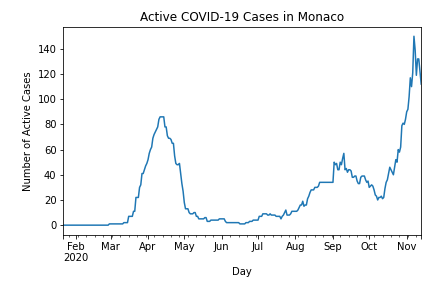 Active COVID-19 Cases in Monaco
Number of Active Cases
140
120
100
80
60
40
20
0
Feb Mar Apr May Jun Jul Aug Sep Oct Nov
2020
Day